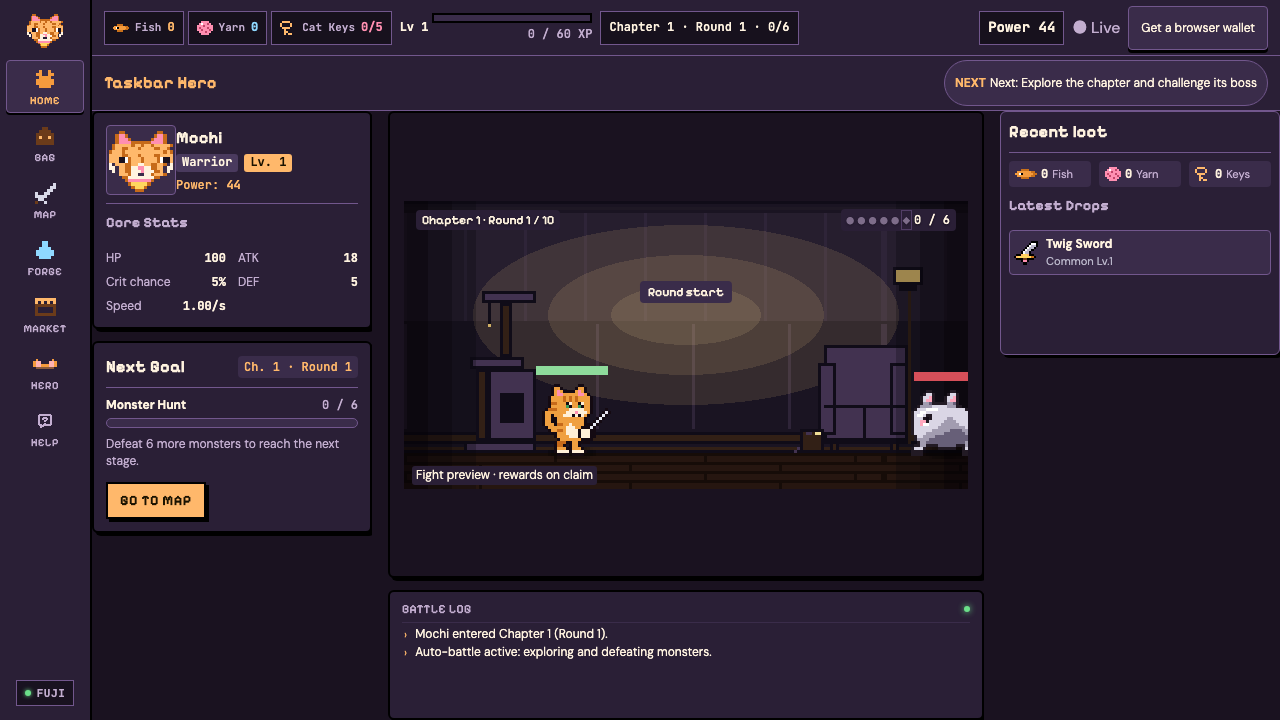 Fish 0
Yarn 0
Cat Keys 0/5
Lv 1
0 / 60 XP
Chapter 1 · Round 1 · 0/6
Power 44
Live
Get a browser wallet
HOME
BAG
MAP
FORGE
MARKET
HERO
HELP
FUJI
Taskbar Hero
NEXT Next: Explore the chapter and challenge its boss
Mochi
Warrior Lv. 1
Power: 44
Core Stats
HP 100 ATK 18
Crit chance 5% DEF 5
Speed 1.00/s
Next Goal Ch. 1 · Round 1
Monster Hunt 0 / 6
Defeat 6 more monsters to reach the next
stage.
GO TO MAP
Chapter 1 · Round 1 / 10
0 / 6
Round start
Fight preview · rewards on claim
BATTLE LOG
› Mochi entered Chapter 1 (Round 1).
› Auto-battle active: exploring and defeating monsters.
Recent loot
0 Fish
0 Yarn
0 Keys
Latest Drops
Twig Sword
Common Lv.1